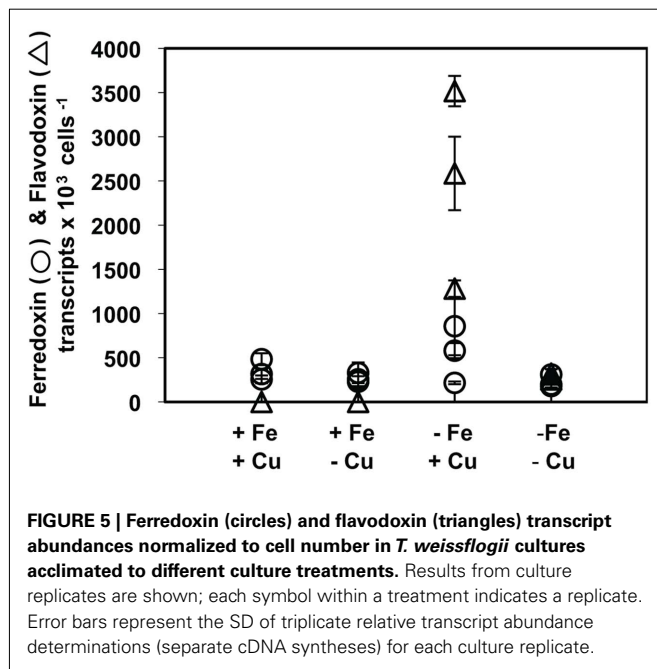 Ferredoxin (○) & Flavodoxin (△)
transcripts x 10³ cells ⁻¹
4000
3500
3000
2500
2000
1500
1000
500
0
+ Fe + Fe - Fe -Fe
+ Cu - Cu + Cu - Cu
FIGURE 5 | Ferredoxin (circles) and flavodoxin (triangles) transcript
abundances normalized to cell number in T. weissflogii cultures
acclimated to different culture treatments. Results from culture
replicates are shown; each symbol within a treatment indicates a replicate.
Error bars represent the SD of triplicate relative transcript abundance
determinations (separate cDNA syntheses) for each culture replicate.